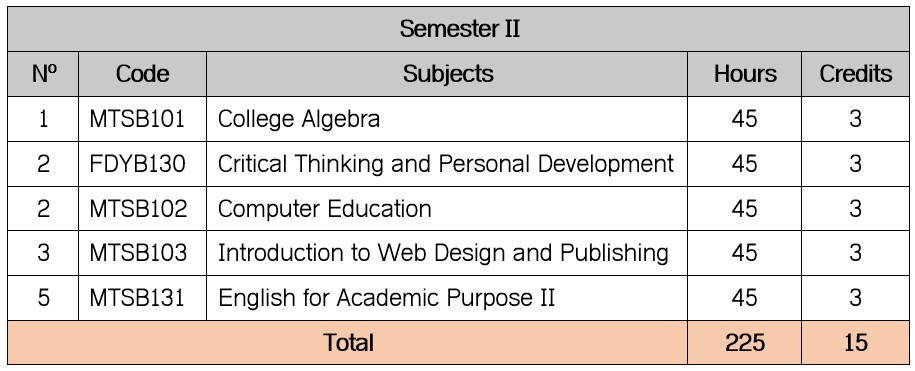 Semester II
Nº Code Subjects Hours Credits
1 MTSB101 College Algebra 45 3
2 FDYB130 Critical Thinking and Personal Development 45 3
2 MTSB102 Computer Education 45 3
3 MTSB103 Introduction to Web Design and Publishing 45 3
5 MTSB131 English for Academic Purpose II 45 3
Total 225 15